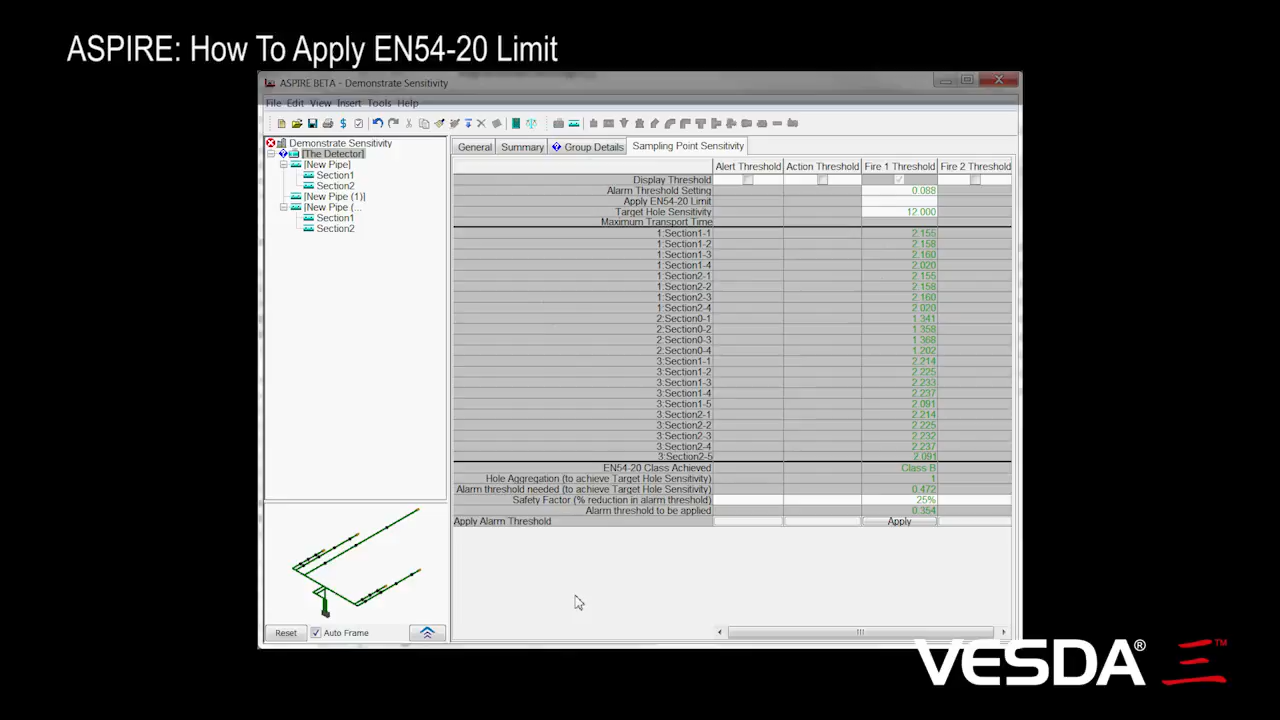 ASPIRE: How To Apply EN54-20 Limit
ASPIRE BETA - Demonstrate Sensitivity
File Edit View Insert Tools Help
Demonstrate Sensitivity
[The Detector]
[New Pipe]
Section1
Section2
[New Pipe (1)]
[New Pipe (...
Section1
Section2
General Summary Group Details Sampling Point Sensitivity
Alert Threshold Action Threshold Fire 1 Threshold Fire 2 Threshold
Display Threshold
Alarm Threshold Setting 0.088
Apply EN54-20 Limit
Target Hole Sensitivity 12.000
Maximum Transport Time
1:Section1-1 2.155
1:Section1-2 2.158
1:Section1-3 2.160
1:Section1-4 2.020
1:Section2-1 2.155
1:Section2-2 2.158
1:Section2-3 2.160
1:Section2-4 2.020
2:Section0-1 1.341
2:Section0-2 1.358
2:Section0-3 1.368
2:Section0-4 1.202
3:Section1-1 2.214
3:Section1-2 2.225
3:Section1-3 2.233
3:Section1-4 2.237
3:Section1-5 2.091
3:Section2-1 2.214
3:Section2-2 2.225
3:Section2-3 2.232
3:Section2-4 2.237
3:Section2-5 2.091
EN54-20 Class Achieved Class B
Hole Aggregation (to achieve Target Hole Sensitivity) 1
Alarm threshold needed (to achieve Target Hole Sensitivity) 0.472
Safety Factor (% reduction in alarm threshold) 25%
Alarm threshold to be applied 0.354
Apply Alarm Threshold Apply
Reset Auto Frame
VESDA® ™